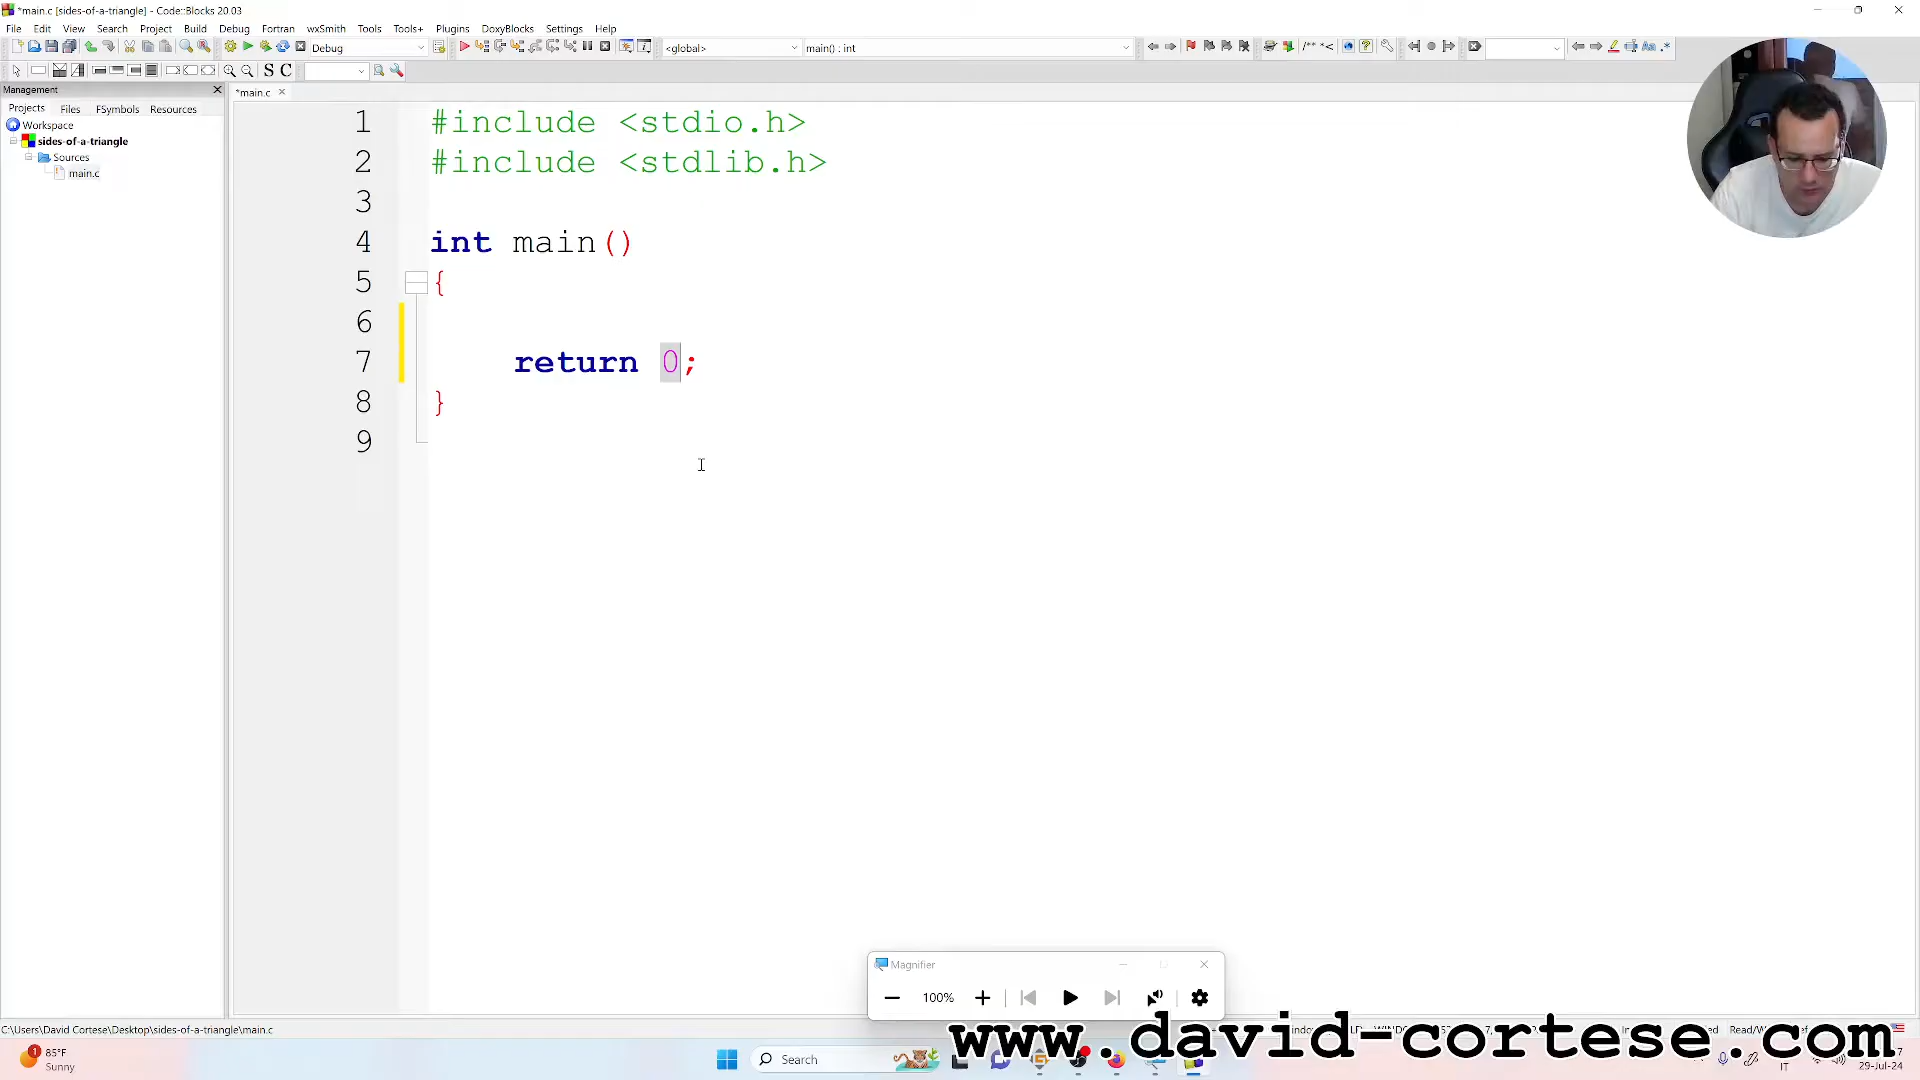 *main.c [sides-of-a-triangle] - Code::Blocks 20.03
File Edit View Search Project Build Debug Fortran wxSmith Tools Tools+ Plugins DoxyBlocks Settings Help
Debug <global> main() : int
S C
Management
Projects Files FSymbols Resources
Workspace
sides-of-a-triangle
Sources
main.c
*main.c
1 #include <stdio.h>
2 #include <stdlib.h>
3
4 int main()
5 {
6
7 return 0;
8 }
9
Magnifier
100%
C:\Users\David Cortese\Desktop\sides-of-a-triangle\main.c
www.david-cortese.com
1
85°F
Sunny
Search
IT
29-Jul-24